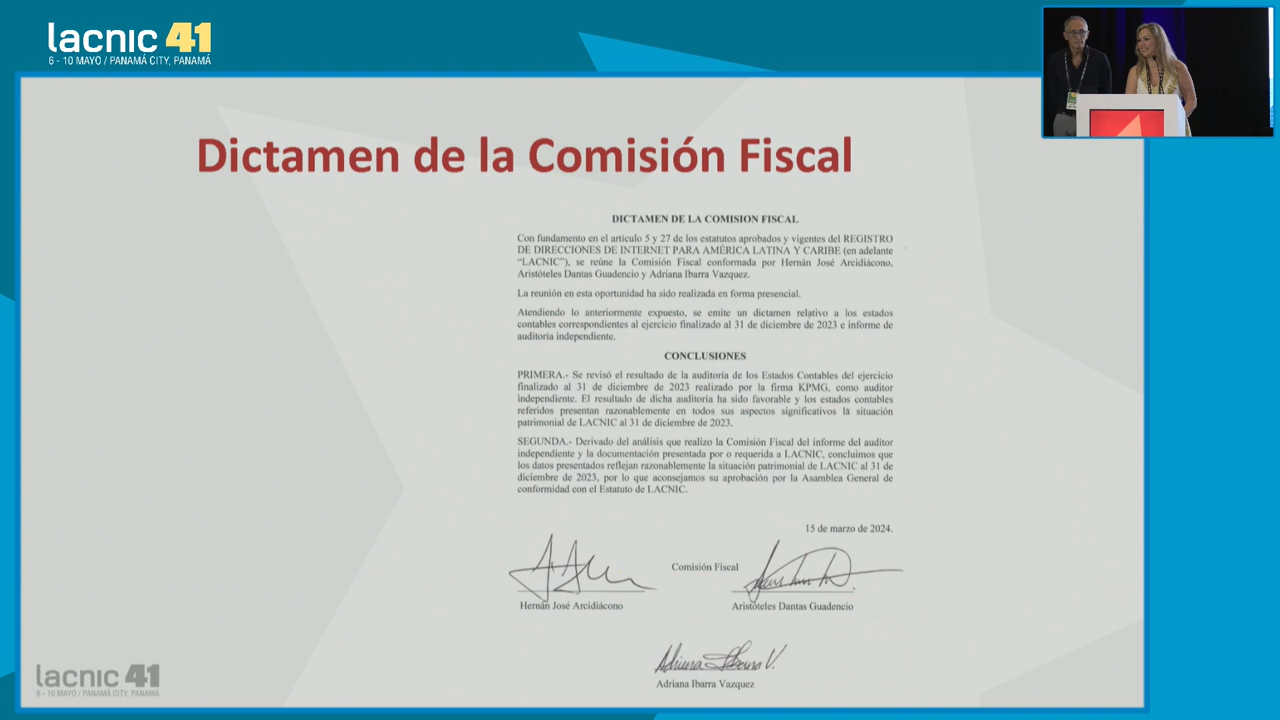 lacnic 41
6 - 10 MAYO / PANAMÁ CITY, PANAMÁ
Dictamen de la Comisión Fiscal
DICTAMEN DE LA COMISION FISCAL
Con fundamento en el artículo 5 y 27 de los estatutos aprobados y vigentes del REGISTRO
DE DIRECCIONES DE INTERNET PARA AMÉRICA LATINA Y CARIBE (en adelante
“LACNIC”), se reúne la Comisión Fiscal conformada por Hernán José Arcidiácono,
Aristóteles Dantas Guadencio y Adriana Ibarra Vazquez.
La reunión en esta oportunidad ha sido realizada en forma presencial.
Atendiendo lo anteriormente expuesto, se emite un dictamen relativo a los estados
contables correspondientes al ejercicio finalizado al 31 de diciembre de 2023 e informe de
auditoría independiente.
CONCLUSIONES
PRIMERA.- Se revisó el resultado de la auditoría de los Estados Contables del ejercicio
finalizado al 31 de diciembre de 2023 realizado por la firma KPMG, como auditor
independiente. El resultado de dicha auditoría ha sido favorable y los estados contables
referidos presentan razonablemente en todos sus aspectos significativos la situación
patrimonial de LACNIC al 31 de diciembre de 2023.
SEGUNDA.- Derivado del análisis que realizo la Comisión Fiscal del informe del auditor
independiente y la documentación presentada por o requerida a LACNIC, concluimos que
los datos presentados reflejan razonablemente la situación patrimonial de LACNIC al 31 de
diciembre de 2023, por lo que aconsejamos su aprobación por la Asamblea General de
conformidad con el Estatuto de LACNIC.
15 de marzo de 2024.
Comisión Fiscal
Hernán José Arcidiácono
Aristóteles Dantas Guadencio
Adriana Ibarra V.
Adriana Ibarra Vazquez
lacnic 41
6 - 10 MAYO / PANAMÁ CITY, PANAMÁ